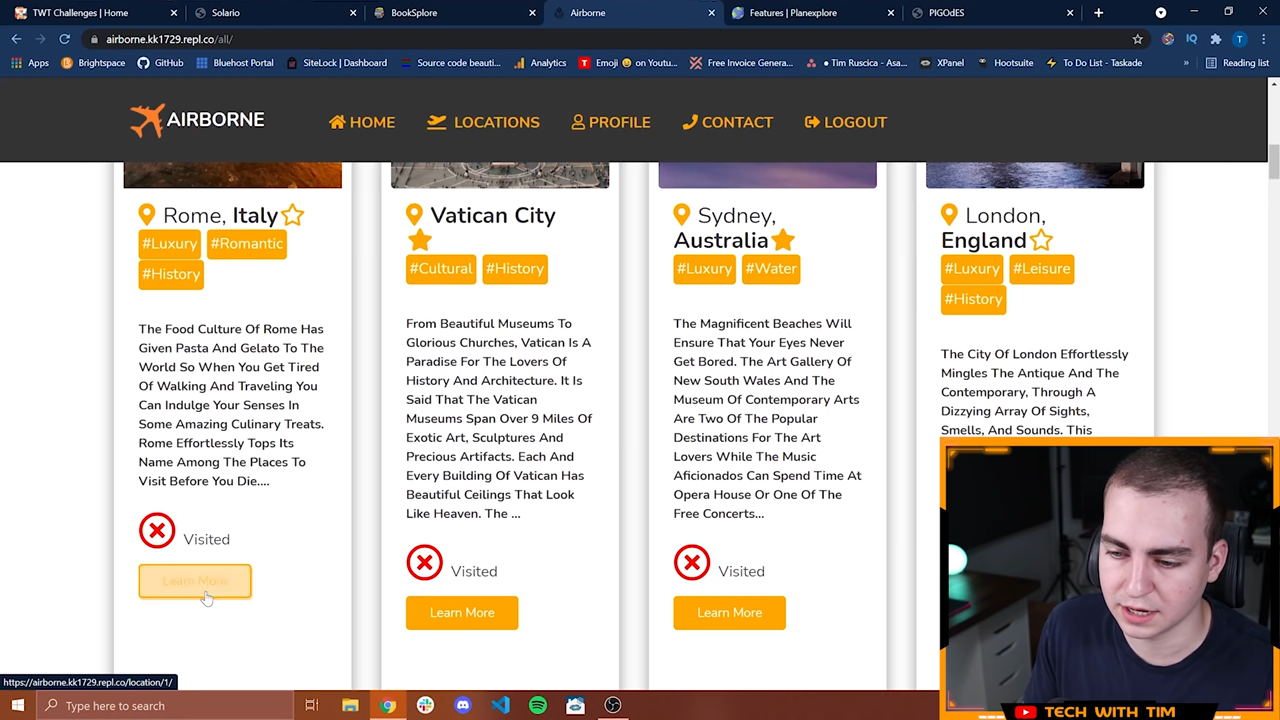 TWT Challenges | Home
Solario
BookSplore
Airborne
Features | Planexplore
PIGOdES
airborne.kk1729.repl.co/all/
Apps
Brightspace
GitHub
Bluehost Portal
SiteLock | Dashboard
Source code beauti...
Analytics
Emoji 😀 on Youtu...
Free Invoice Genera...
Tim Ruscica - Asa...
XPanel
Hootsuite
To Do List - Taskade
»
Reading list
AIRBORNE
HOME
LOCATIONS
PROFILE
CONTACT
LOGOUT
Rome, Italy
#Luxury #Romantic
#History
The Food Culture Of Rome Has
Given Pasta And Gelato To The
World So When You Get Tired
Of Walking And Traveling You
Can Indulge Your Senses In
Some Amazing Culinary Treats.
Rome Effortlessly Tops Its
Name Among The Places To
Visit Before You Die....
Visited
Learn More
Vatican City
#Cultural #History
From Beautiful Museums To
Glorious Churches, Vatican Is A
Paradise For The Lovers Of
History And Architecture. It Is
Said That The Vatican
Museums Span Over 9 Miles Of
Exotic Art, Sculptures And
Precious Artifacts. Each And
Every Building Of Vatican Has
Beautiful Ceilings That Look
Like Heaven. The ...
Visited
Learn More
Sydney,
Australia
#Luxury #Water
The Magnificent Beaches Will
Ensure That Your Eyes Never
Get Bored. The Art Gallery Of
New South Wales And The
Museum Of Contemporary Arts
Are Two Of The Popular
Destinations For The Art
Lovers While The Music
Aficionados Can Spend Time At
Opera House Or One Of The
Free Concerts...
Visited
Learn More
London,
England
#Luxury #Leisure
#History
The City Of London Effortlessly
Mingles The Antique And The
Contemporary, Through A
Dizzying Array Of Sights,
Smells, And Sounds. This
https://airborne.kk1729.repl.co/location/1/
Type here to search
TECH WITH TIM